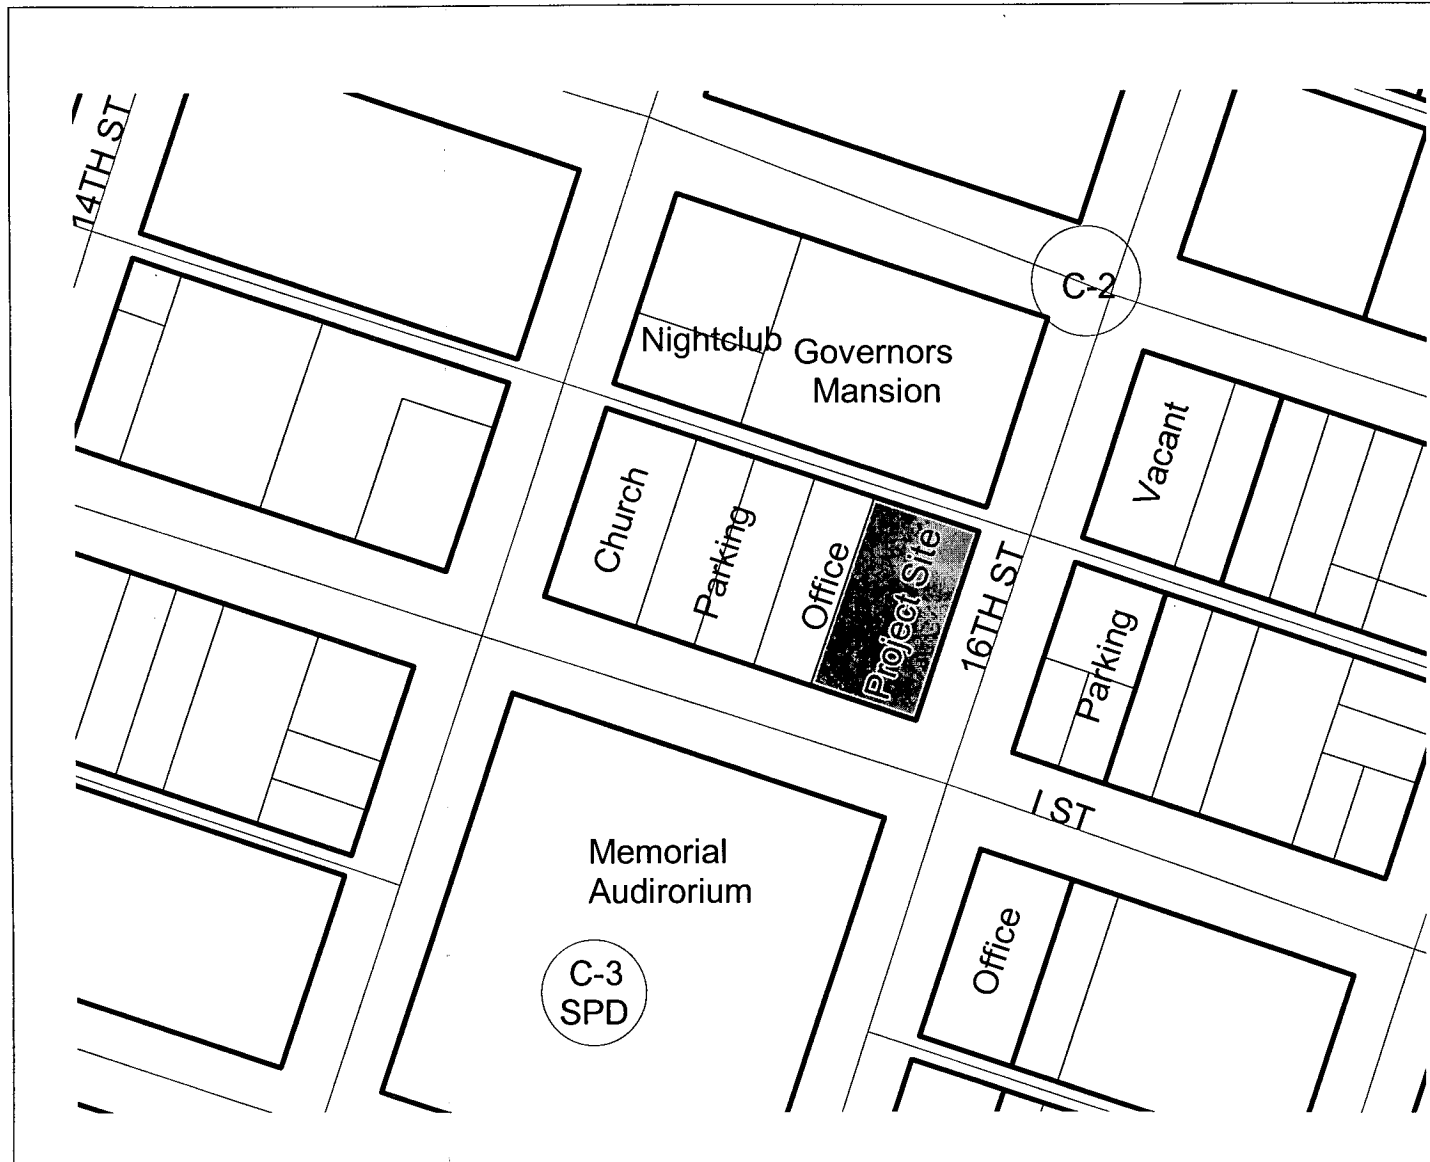 14TH ST
C-2
Nightclub
Governors
Mansion
Vacant
Church
Parking
Office
Project Site
16TH ST
Parking
I ST
Memorial
Audirorium
Office
C-3
SPD